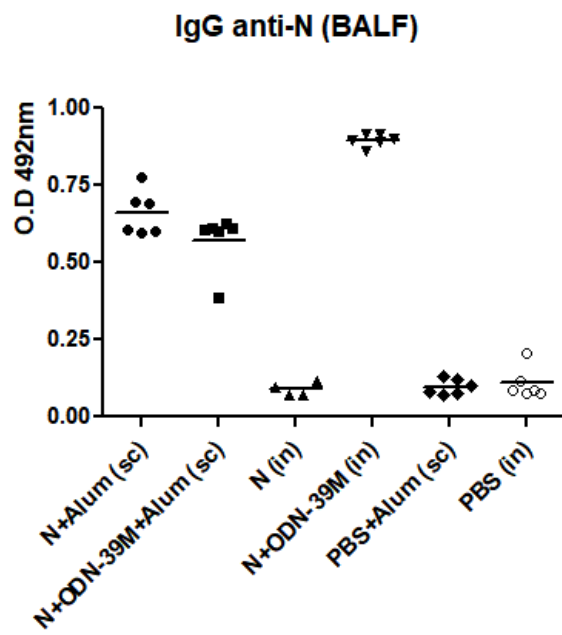 IgG anti-N (BALF)
O.D 492nm
1.00
0.75
0.50
0.25
0.00
N+Alum (sc)
N+ODN-39M+Alum (sc)
N (in)
N+ODN-39M (in)
PBS+Alum (sc)
PBS (in)